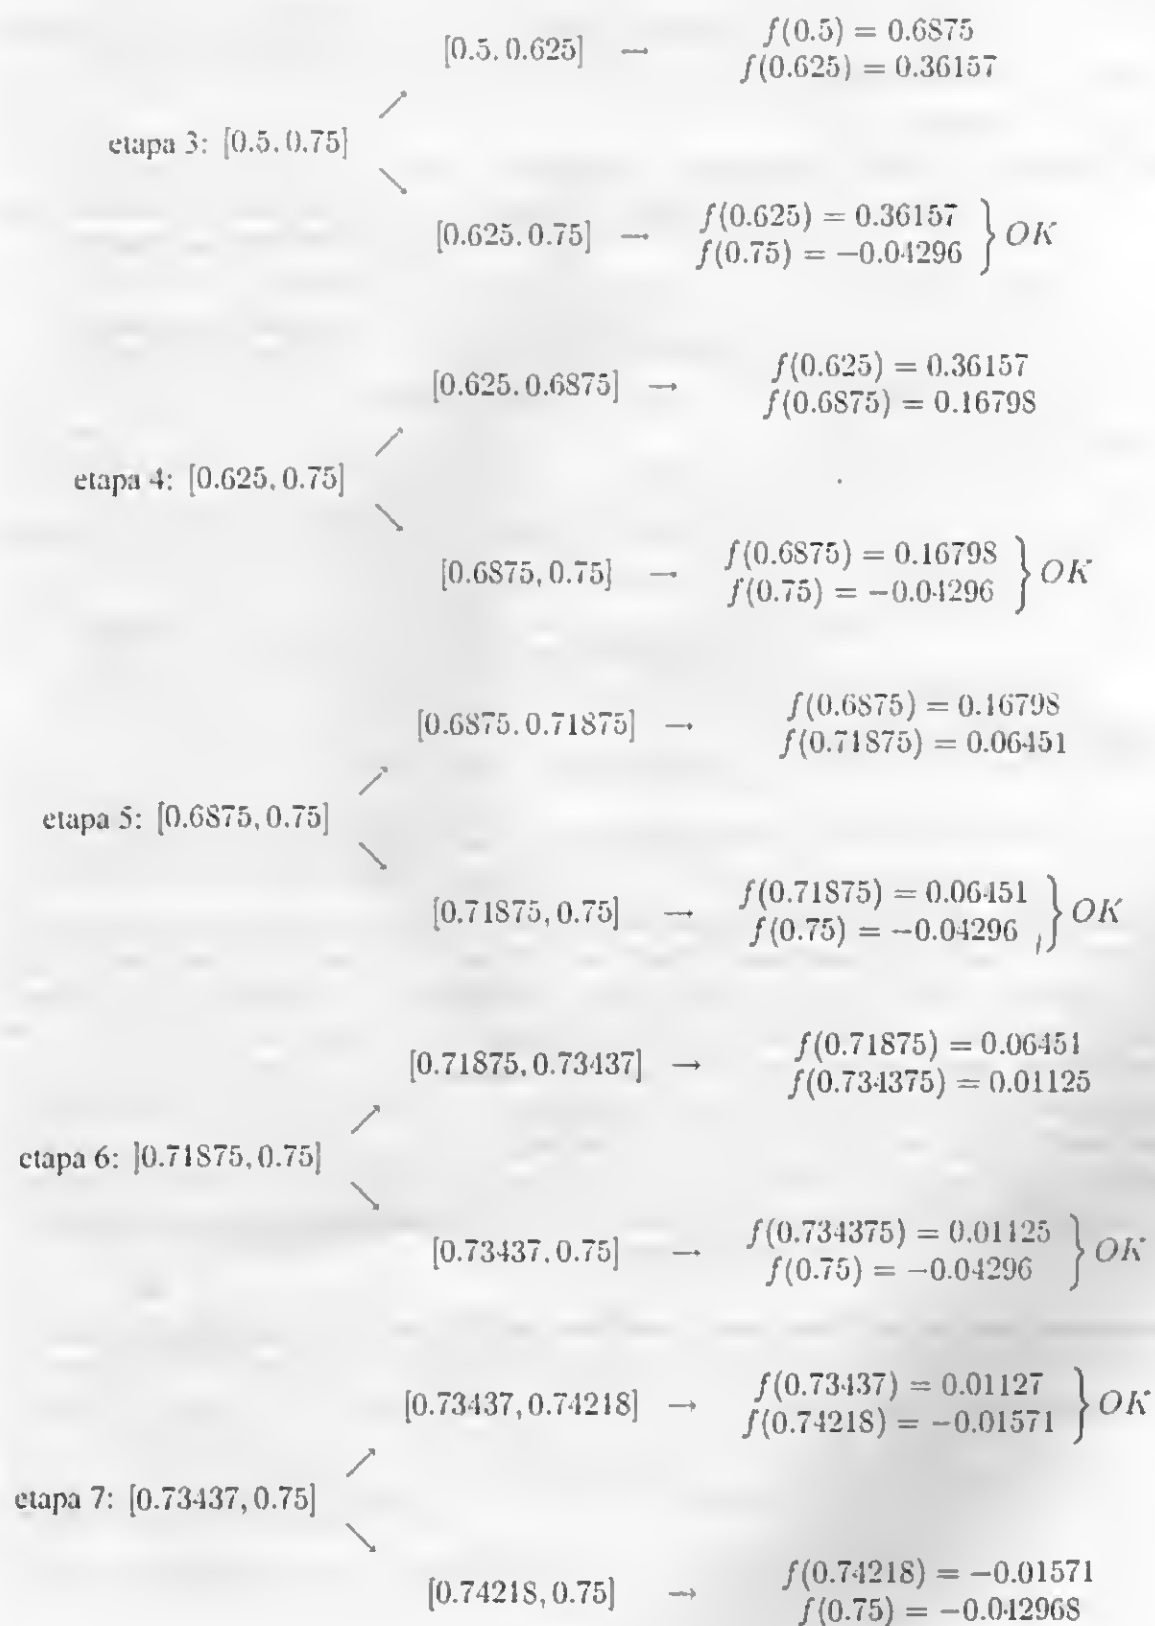 [0.5, 0.625] → f(0.5) = 0.6875
f(0.625) = 0.36157
etapa 3: [0.5, 0.75]
[0.625, 0.75] → f(0.625) = 0.36157
f(0.75) = −0.04296 } OK
[0.625, 0.6875] → f(0.625) = 0.36157
f(0.6875) = 0.16798
etapa 4: [0.625, 0.75]
[0.6875, 0.75] → f(0.6875) = 0.16798
f(0.75) = −0.04296 } OK
[0.6875, 0.71875] → f(0.6875) = 0.16798
f(0.71875) = 0.06451
etapa 5: [0.6875, 0.75]
[0.71875, 0.75] → f(0.71875) = 0.06451
f(0.75) = −0.04296 } OK
[0.71875, 0.73437] → f(0.71875) = 0.06451
f(0.734375) = 0.01125
etapa 6: ]0.71875, 0.75]
[0.73437, 0.75] → f(0.734375) = 0.01125
f(0.75) = −0.04296 } OK
[0.73437, 0.74218] → f(0.73437) = 0.01127
f(0.74218) = −0.01571 } OK
etapa 7: [0.73437, 0.75]
[0.74218, 0.75] → f(0.74218) = −0.01571
f(0.75) = −0.042968